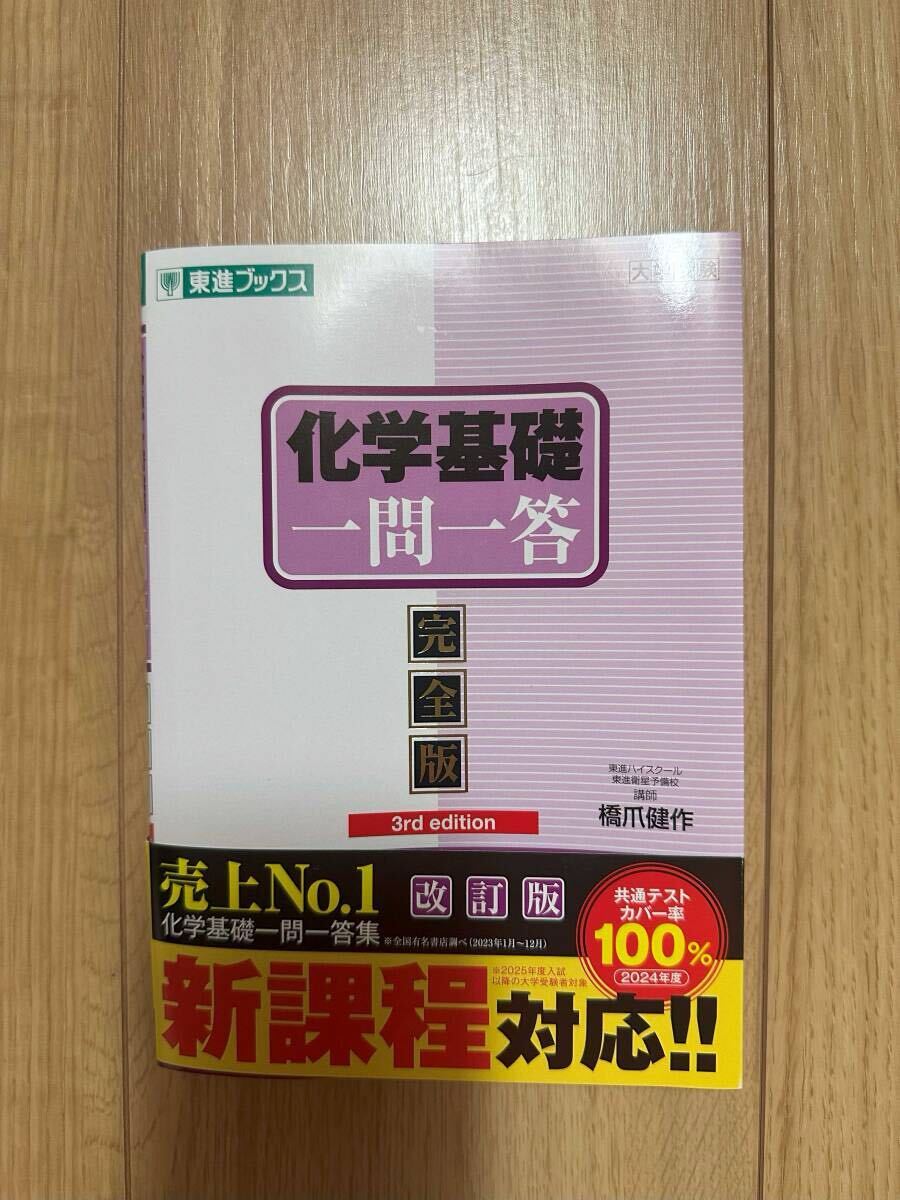 東進ブックス
大学受験
化学基礎
一問一答
完
全
版
3rd edition
東進ハイスクール
東進衛星予備校
講師
橋爪健作
売上No.1
化学基礎一問一答集
※全国有名書店調べ(2023年1月〜12月)
改訂版
共通テスト
カバー率
100%
2024年度
新課程対応!!
※2025年度入試
以降の大学受験者対象